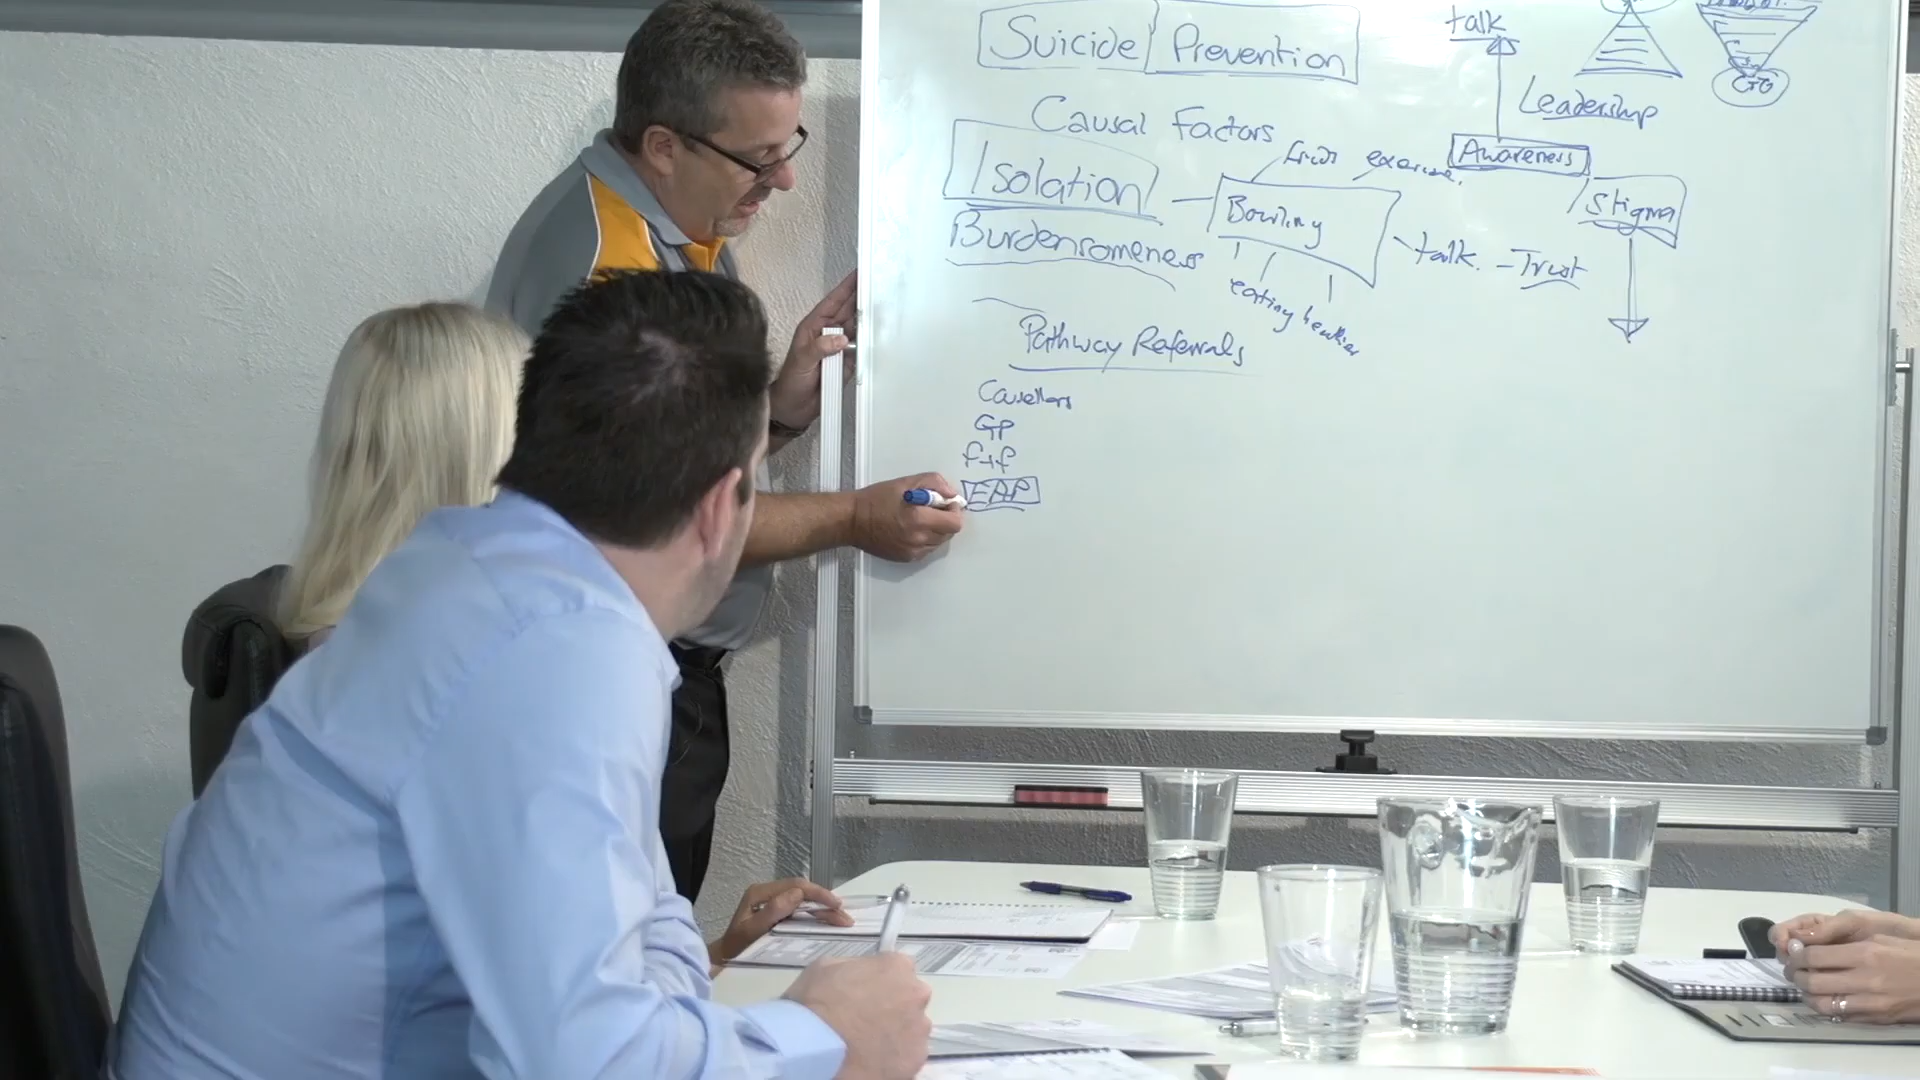 Suicide Prevention
Causal Factors
Isolation
Burdensomeness
Bowling
talk - Trust
eating healthier
talk
Leadership
Awareness
Stigma
Pathway Referrals
GP
f+f
EAP